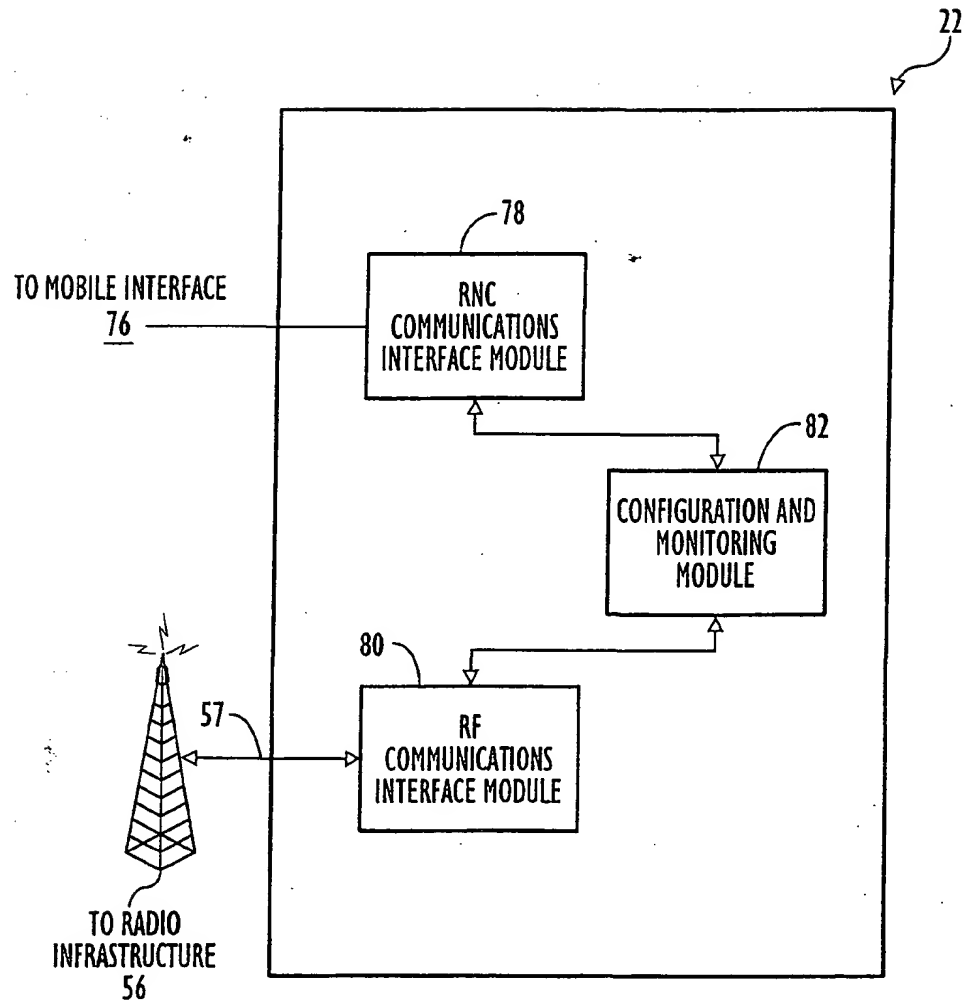 22
78
RNC
COMMUNICATIONS
INTERFACE MODULE
TO MOBILE INTERFACE
76
82
CONFIGURATION AND
MONITORING
MODULE
80
RF
COMMUNICATIONS
INTERFACE MODULE
57
TO RADIO
INFRASTRUCTURE
56